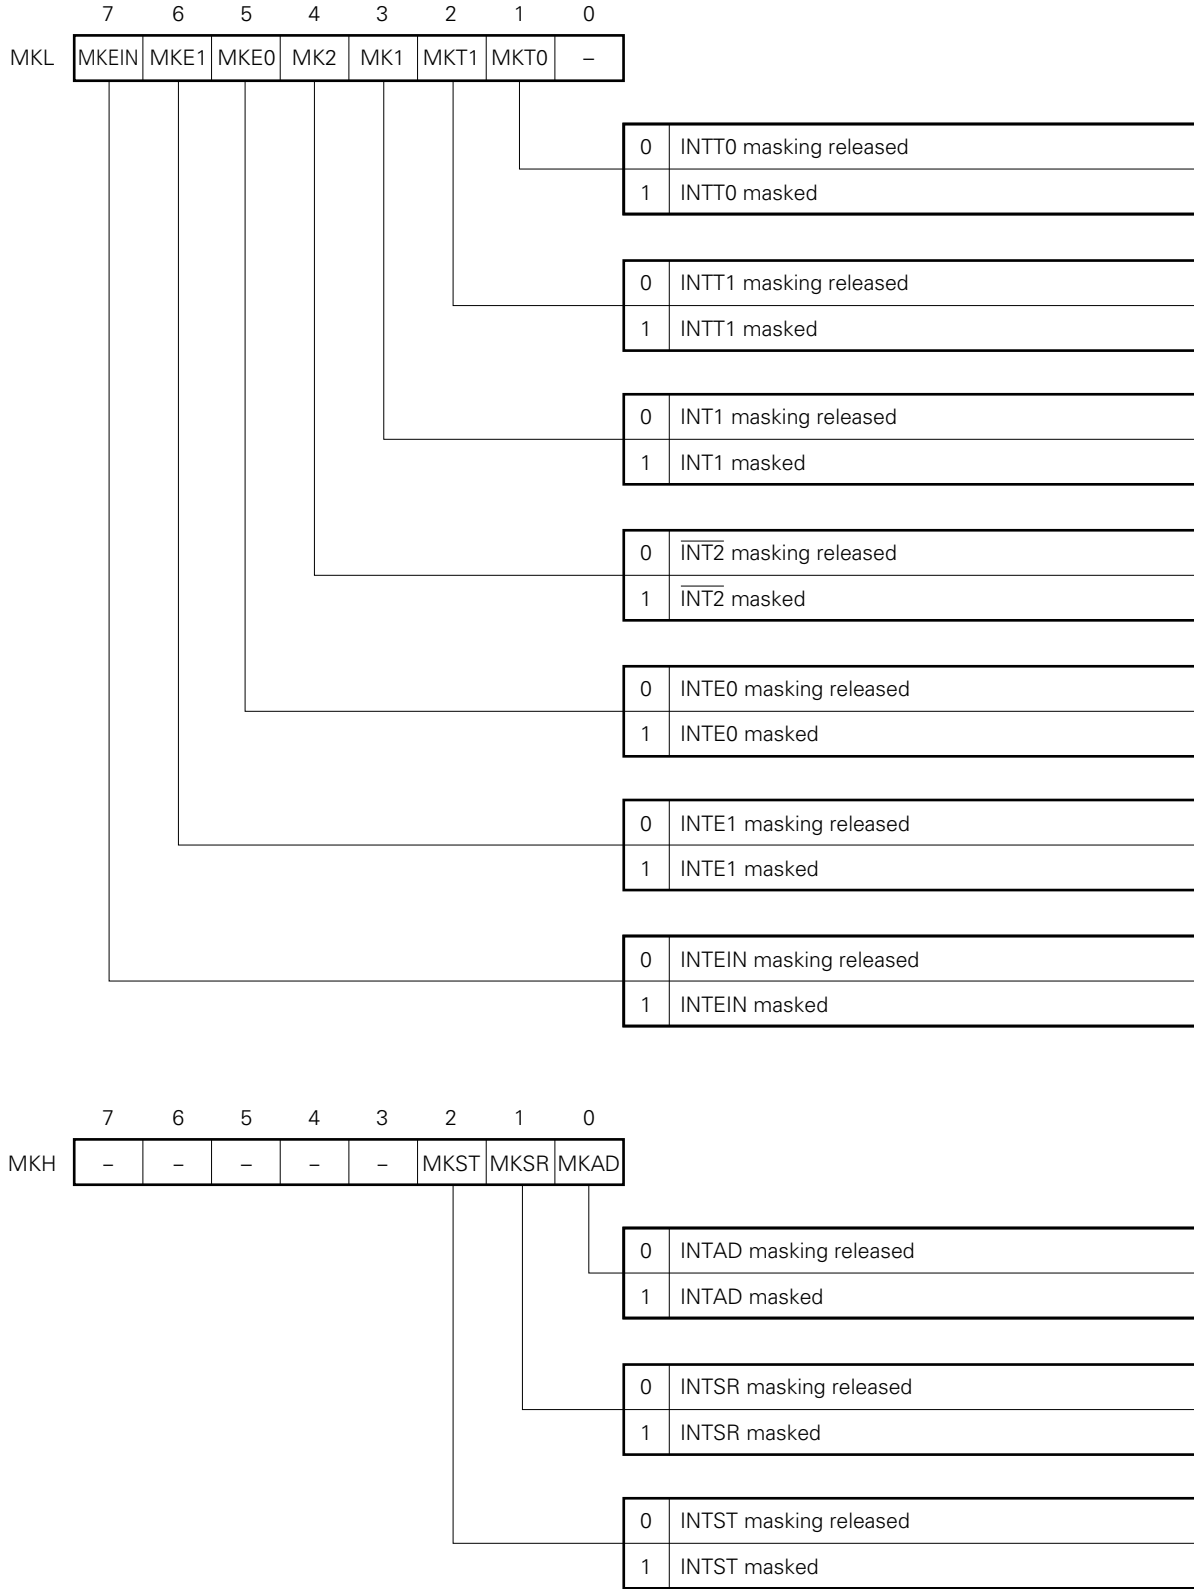 7 6 5 4 3 2 1 0
MKL MKEIN MKE1 MKE0 MK2 MK1 MKT1 MKT0 –
0 INTT0 masking released
1 INTT0 masked
0 INTT1 masking released
1 INTT1 masked
0 INT1 masking released
1 INT1 masked
0 I̅N̅T̅2̅ masking released
1 I̅N̅T̅2̅ masked
0 INTE0 masking released
1 INTE0 masked
0 INTE1 masking released
1 INTE1 masked
0 INTEIN masking released
1 INTEIN masked
7 6 5 4 3 2 1 0
MKH – – – – – MKST MKSR MKAD
0 INTAD masking released
1 INTAD masked
0 INTSR masking released
1 INTSR masked
0 INTST masking released
1 INTST masked